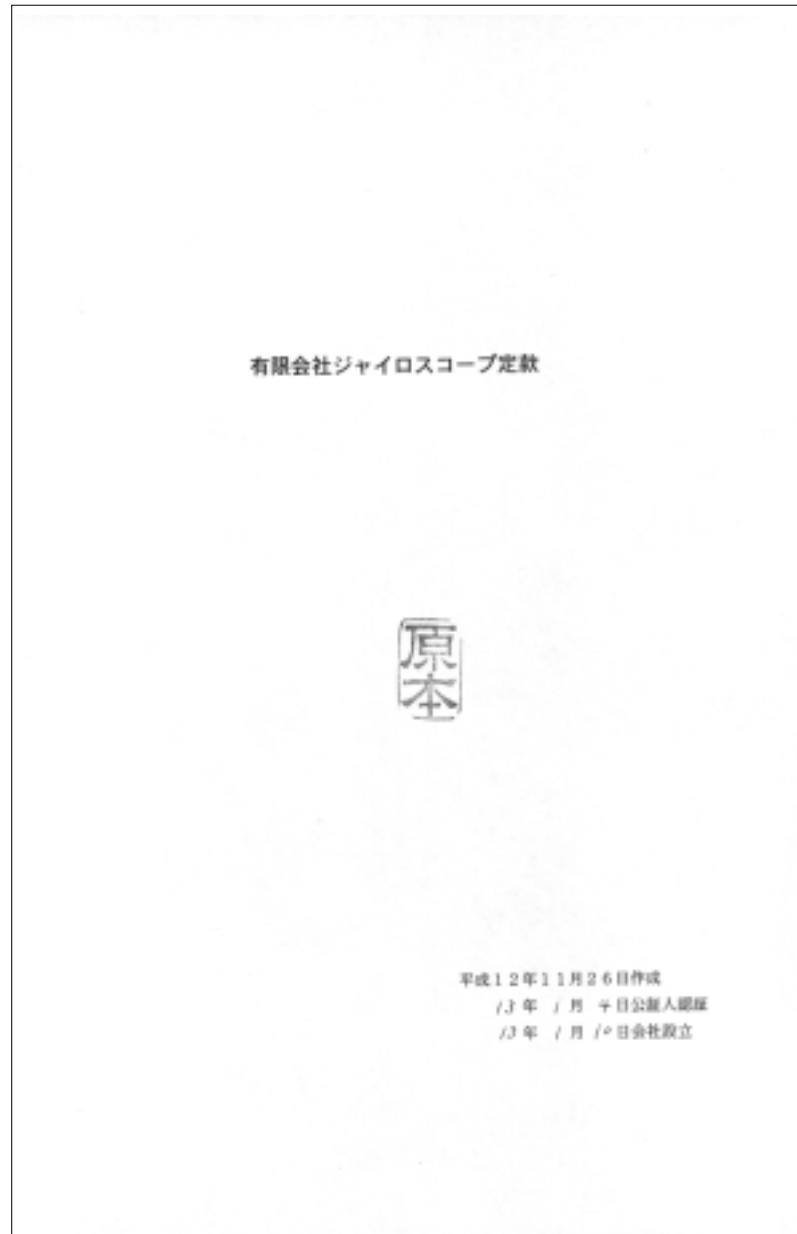 有限会社ジャイロスコープ定款
原本
平成12年11月26日作成
13年 1月 4日公証人認証
13年 1月 10日会社設立